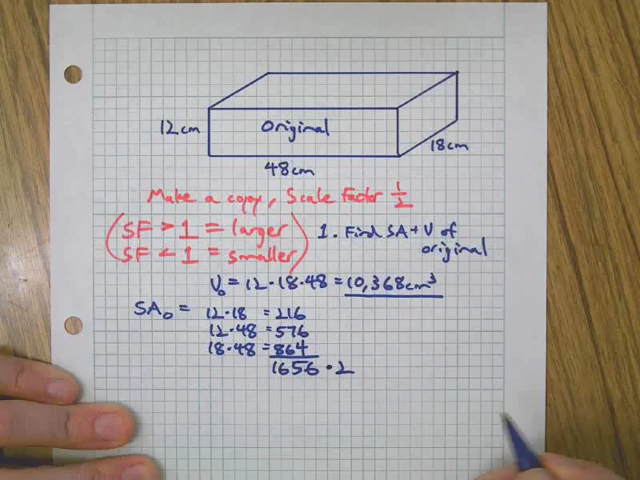 12cm
Original
48cm
18cm
Make a copy, Scale Factor 1/2
(SF > 1 = larger
SF < 1 = smaller)
1. Find SA + V of
original
V₀ = 12·18·48 = 10,368cm³
SA₀ = 12·18 = 216
12·48 = 576
18·48 = 864
1656 · 2